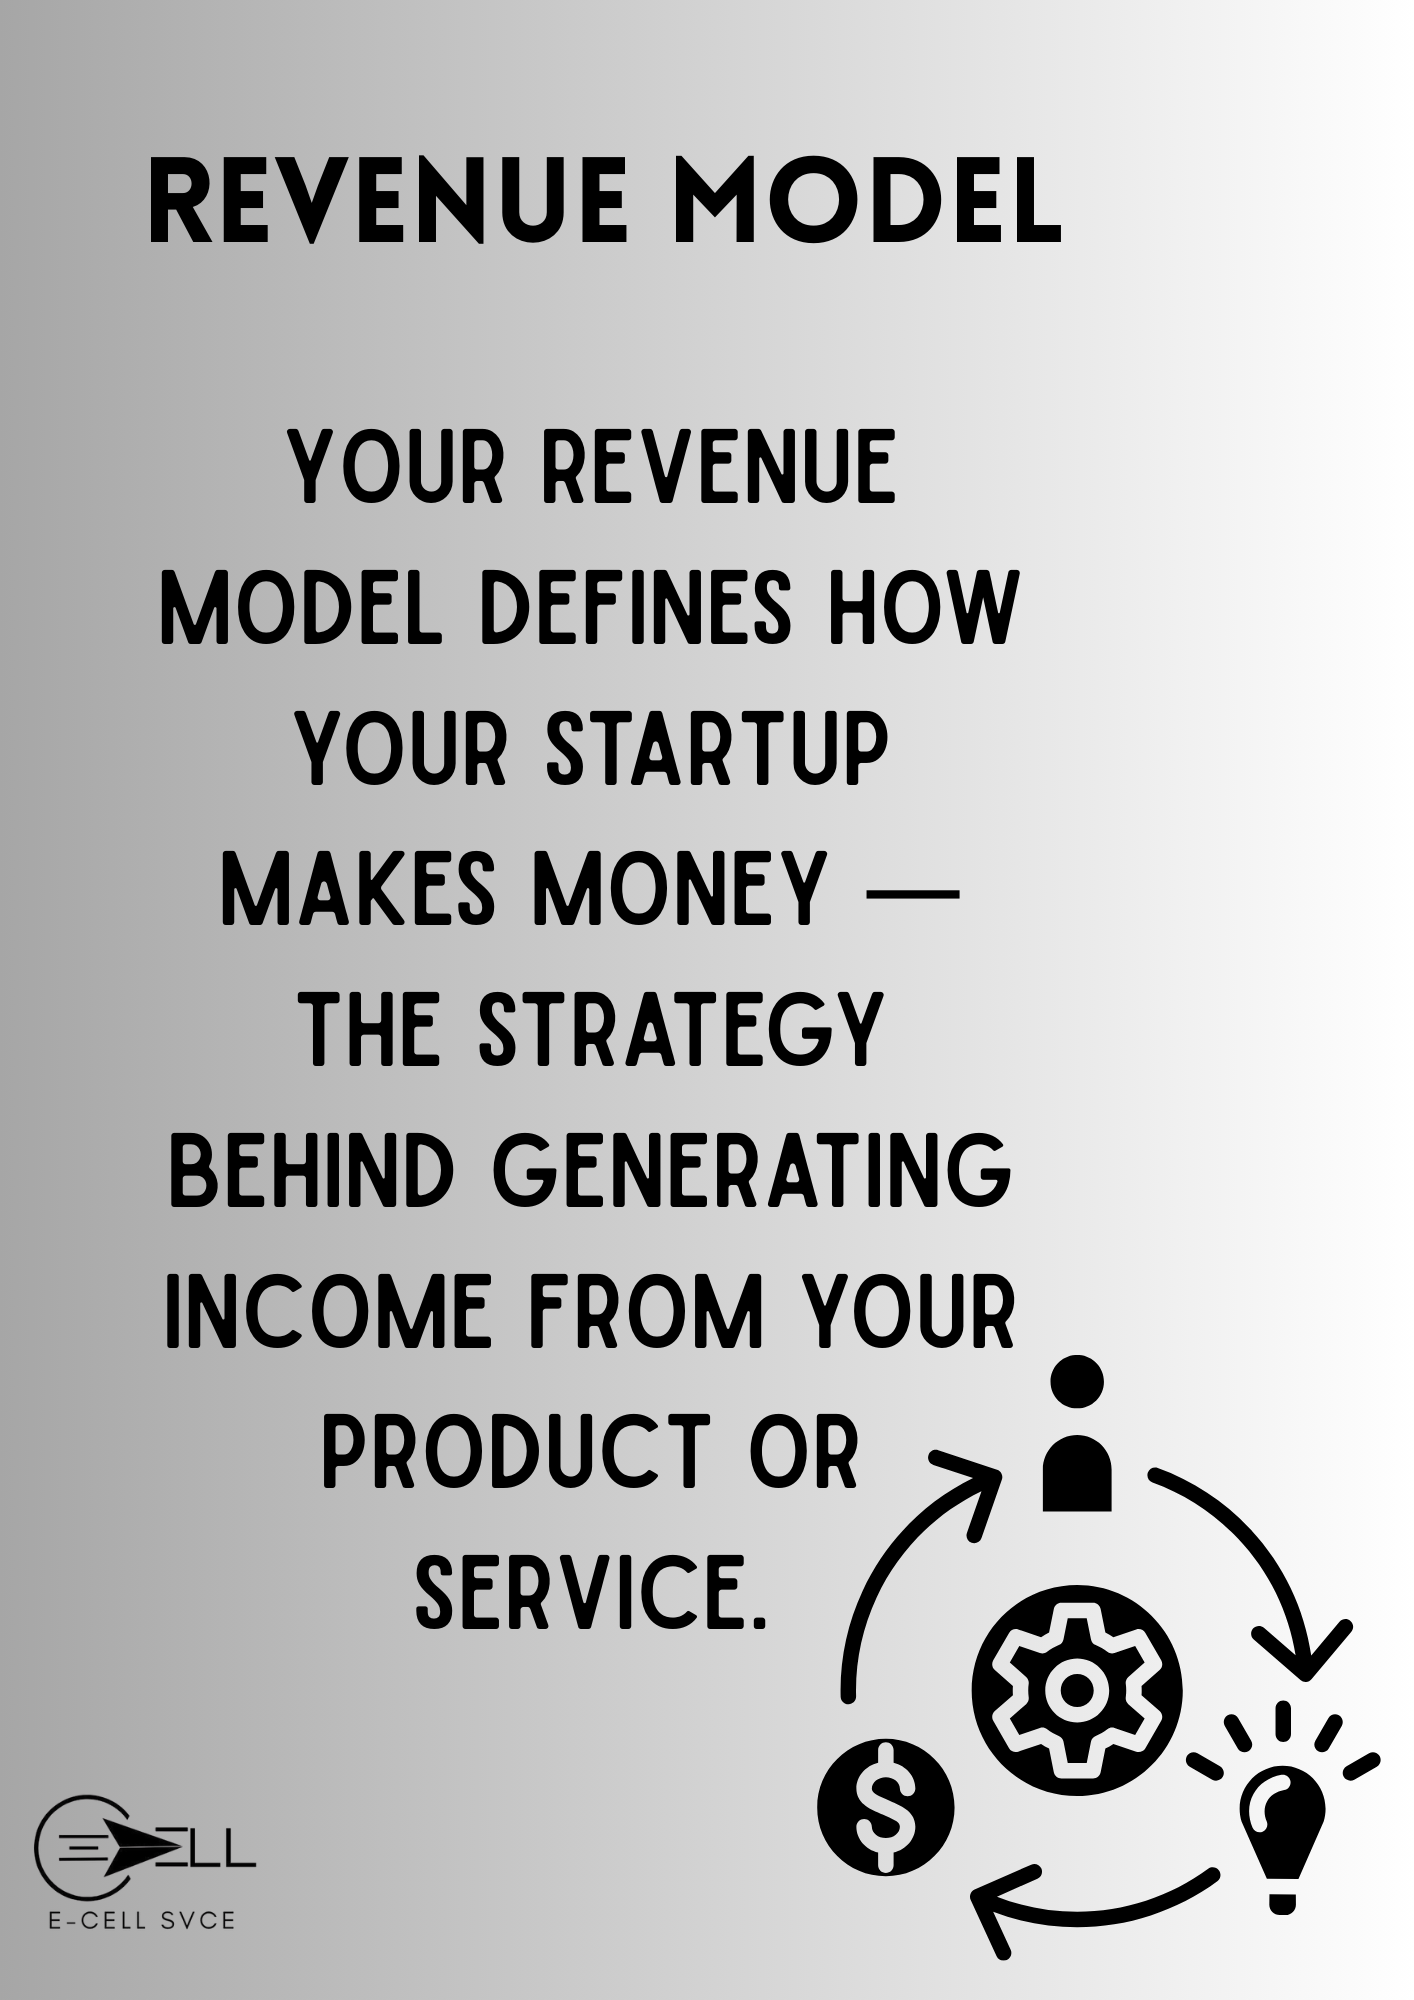 REVENUE MODEL
YOUR REVENUE
MODEL DEFINES HOW
YOUR STARTUP
MAKES MONEY —
THE STRATEGY
BEHIND GENERATING
INCOME FROM YOUR
PRODUCT OR
SERVICE.
$
E ELL
E-CELL SVCE